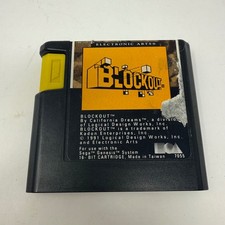 ELECTRONIC ARTS
BLOCKOUT
BLOCKOUT™
By California Dreams™, a division
of Logical Design Works, Inc.
BLOCKOUT™ is a trademark of
Kadon Enterprises, Inc.
© 1991 Logical Design Works, Inc.
and Electronic Arts
For use with the
Sega® Genesis™ System
16-BIT CARTRIDGE, Made in Taiwan